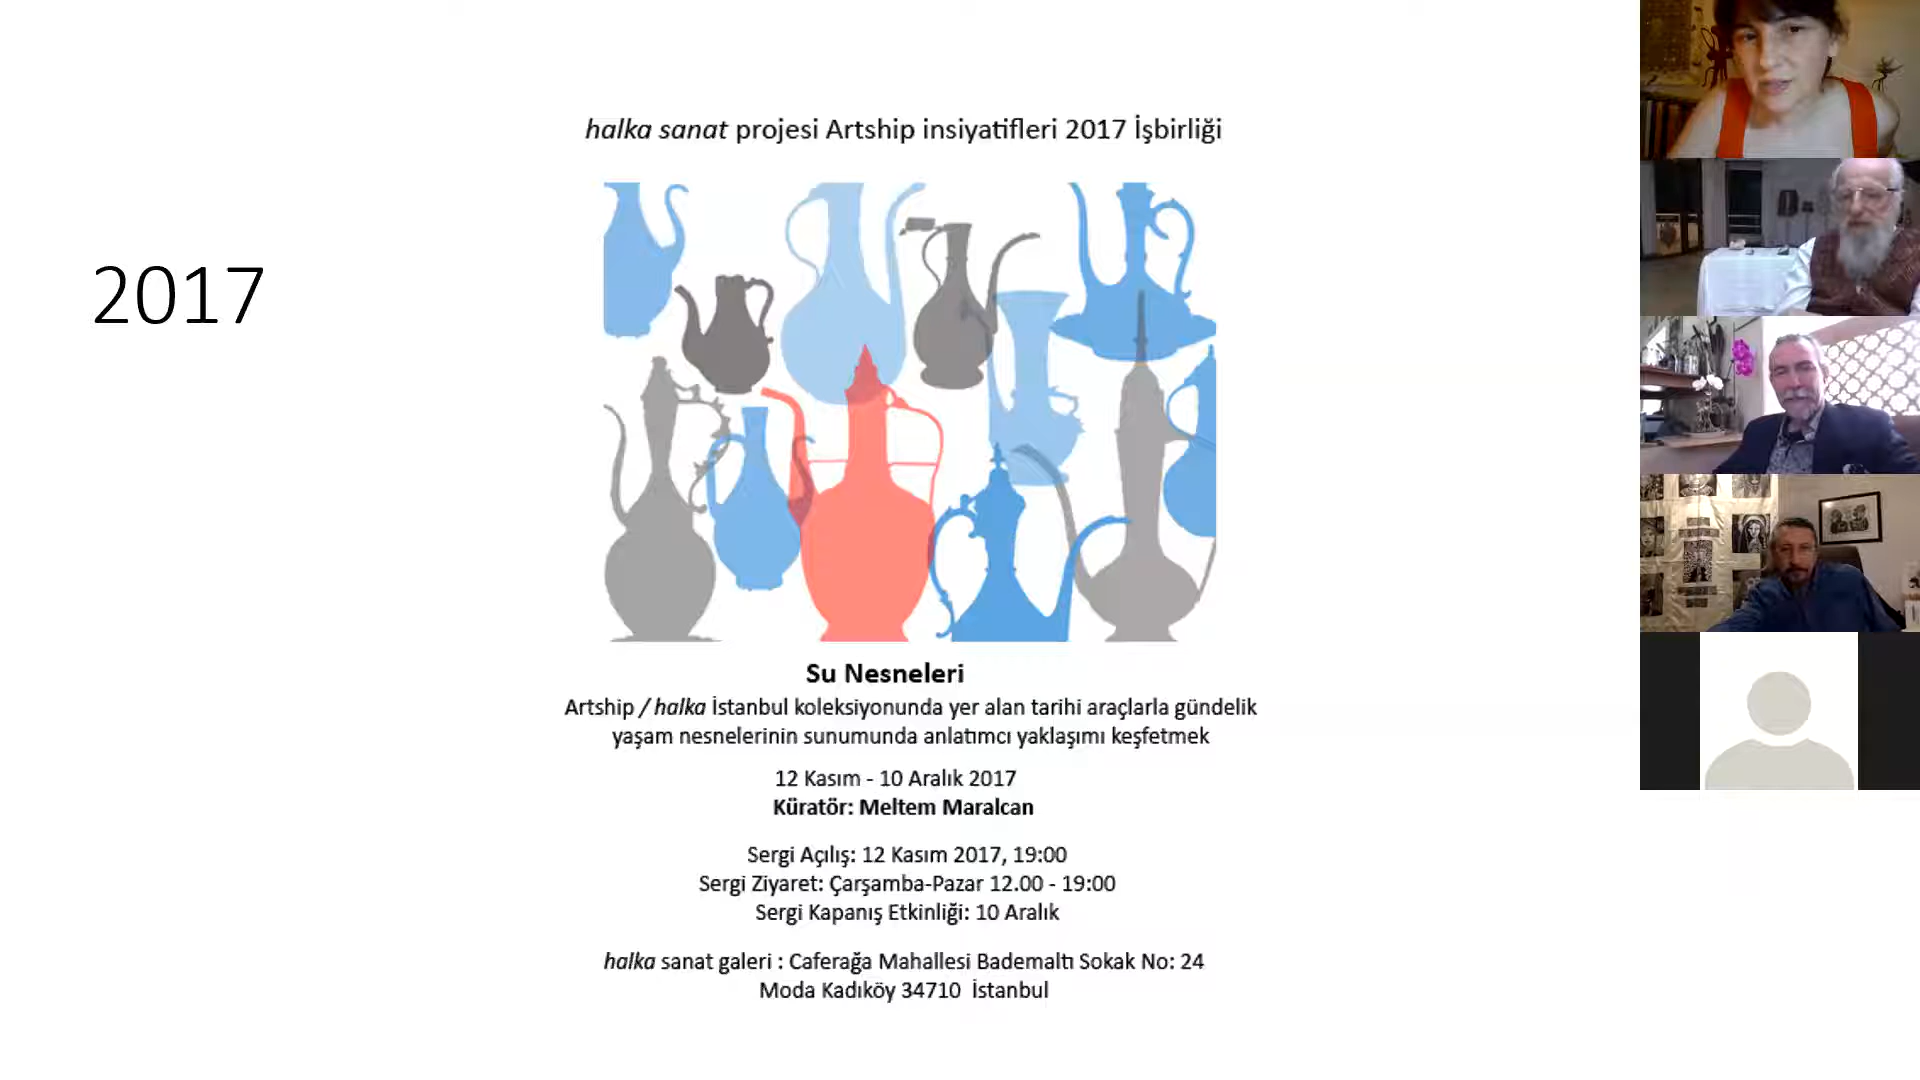 2017
halka sanat projesi Artship insiyatifleri 2017 İşbirliği
Su Nesneleri
Artship / halka İstanbul koleksiyonunda yer alan tarihi araçlarla gündelik
yaşam nesnelerinin sunumunda anlatımcı yaklaşımı keşfetmek
12 Kasım - 10 Aralık 2017
Küratör: Meltem Maralcan
Sergi Açılış: 12 Kasım 2017, 19:00
Sergi Ziyaret: Çarşamba-Pazar 12.00 - 19:00
Sergi Kapanış Etkinliği: 10 Aralık
halka sanat galeri : Caferağa Mahallesi Bademaltı Sokak No: 24
Moda Kadıköy 34710 İstanbul